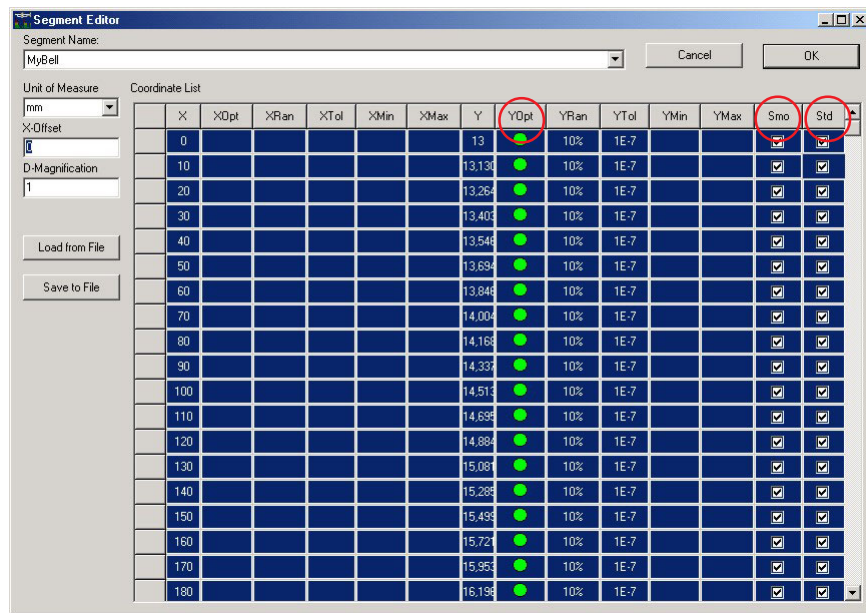 Segment Editor
Segment Name:
MyBell
Cancel
OK
Unit of Measure
mm
X-Offset
0
D-Magnification
1
Load from File
Save to File
Coordinate List
X XOpt XRan XTol XMin XMax Y YOpt YRan YTol YMin YMax Smo Std
0 13 10% 1E-7
10 13,130 10% 1E-7
20 13,264 10% 1E-7
30 13,403 10% 1E-7
40 13,546 10% 1E-7
50 13,694 10% 1E-7
60 13,846 10% 1E-7
70 14,004 10% 1E-7
80 14,168 10% 1E-7
90 14,337 10% 1E-7
100 14,513 10% 1E-7
110 14,695 10% 1E-7
120 14,884 10% 1E-7
130 15,081 10% 1E-7
140 15,285 10% 1E-7
150 15,499 10% 1E-7
160 15,721 10% 1E-7
170 15,953 10% 1E-7
180 16,196 10% 1E-7